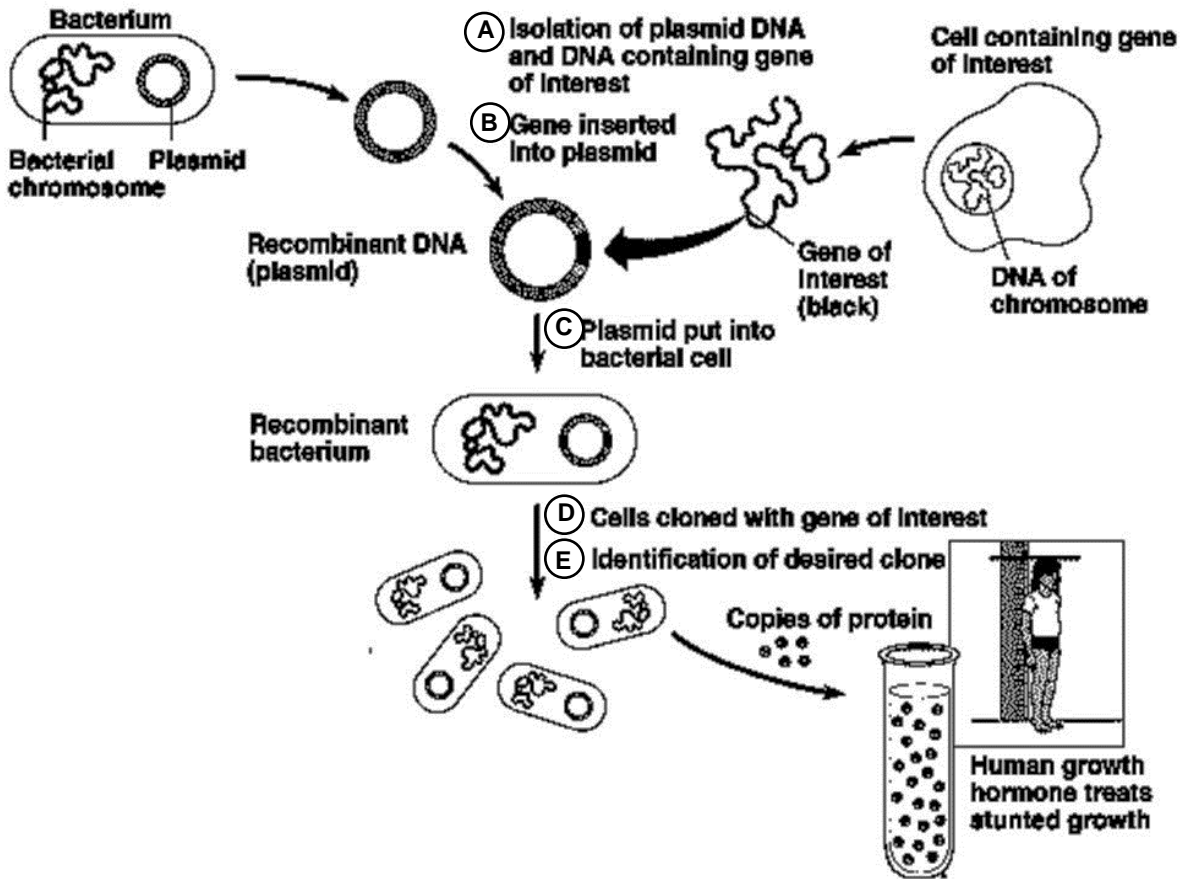 Bacterium
Bacterial
chromosome
Plasmid
A Isolation of plasmid DNA
and DNA containing gene
of interest
B Gene inserted
into plasmid
Cell containing gene
of interest
DNA of
chromosome
Gene of
interest
(black)
Recombinant DNA
(plasmid)
C Plasmid put into
bacterial cell
Recombinant
bacterium
D Cells cloned with gene of interest
E Identification of desired clone
Copies of protein
Human growth
hormone treats
stunted growth